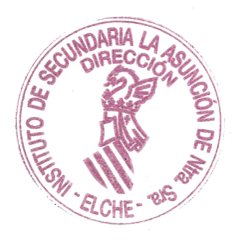 INSTITUTO DE SECUNDARIA LA ASUNCIÓN DE Ntra. Sra.
DIRECCIÓN
- ELCHE -